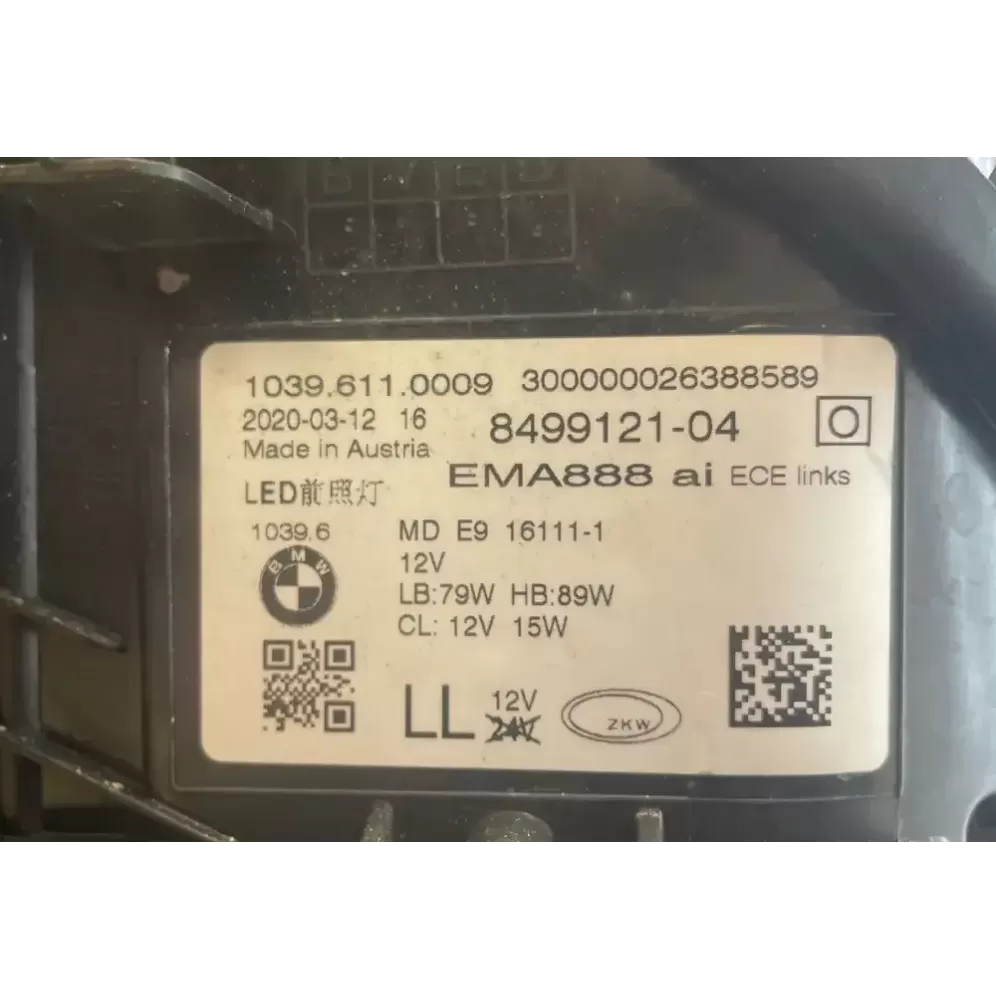 1039.611.0009 300000026388589
2020-03-12 16
8499121-04
O
Made in Austria
EMA888 ai ECE links
LED前照灯
1039.6
MD E9 16111-1
BMW
12V
LB:79W HB:89W
CL: 12V 15W
LL
12V
24V
ZKW